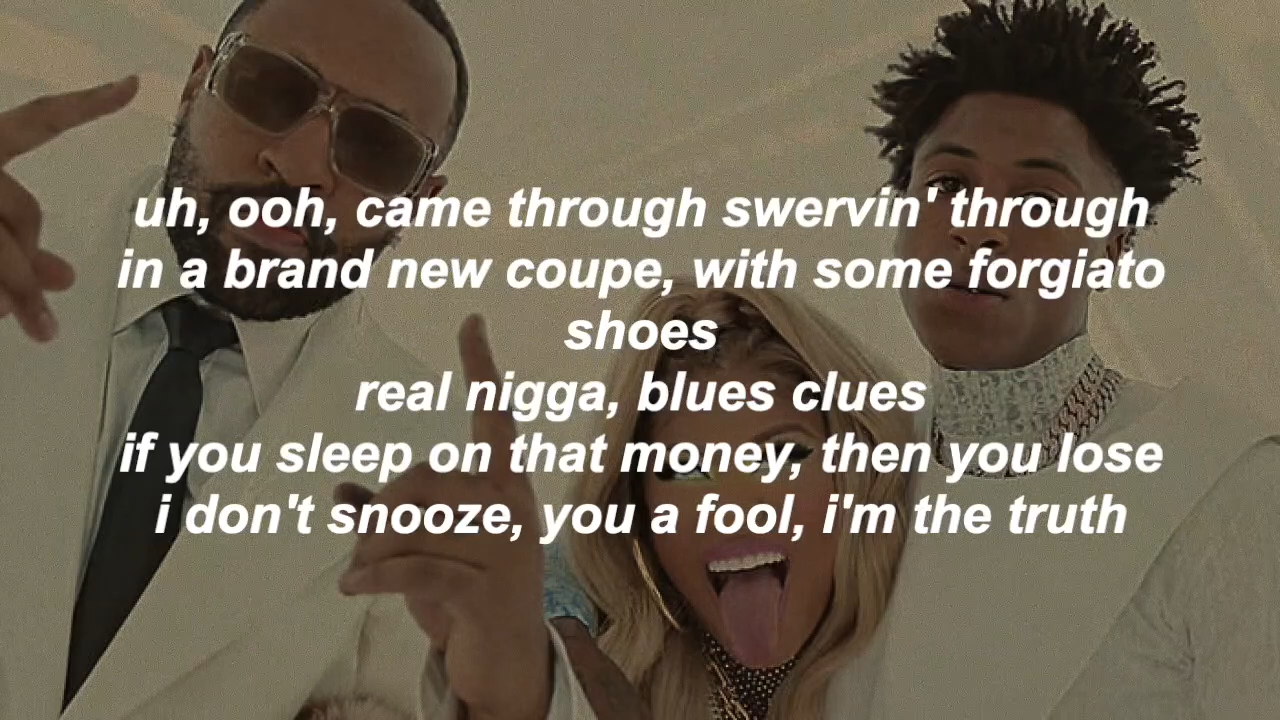 uh, ooh, came through swervin' through
in a brand new coupe, with some forgiato
shoes
real nigga, blues clues
if you sleep on that money, then you lose
i don't snooze, you a fool, i'm the truth